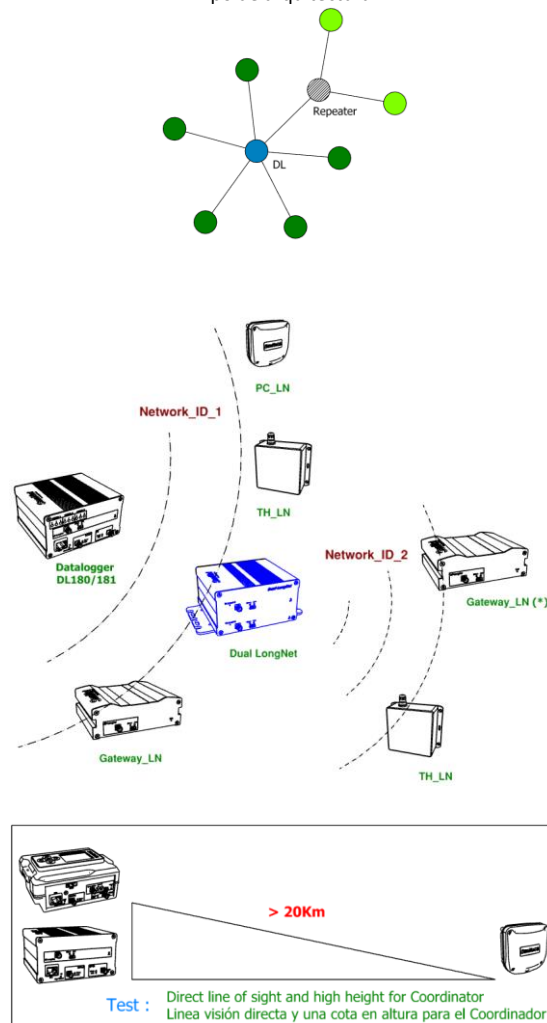 Repeater
DL
PC_LN
Network_ID_1
TH_LN
Datalogger
DL180/181
Network_ID_2
Gateway_LN (*)
Dual LongNet
Gateway_LN
TH_LN
> 20Km
Test :
Direct line of sight and high height for Coordinator
Linea visión directa y una cota en altura para el Coordinador